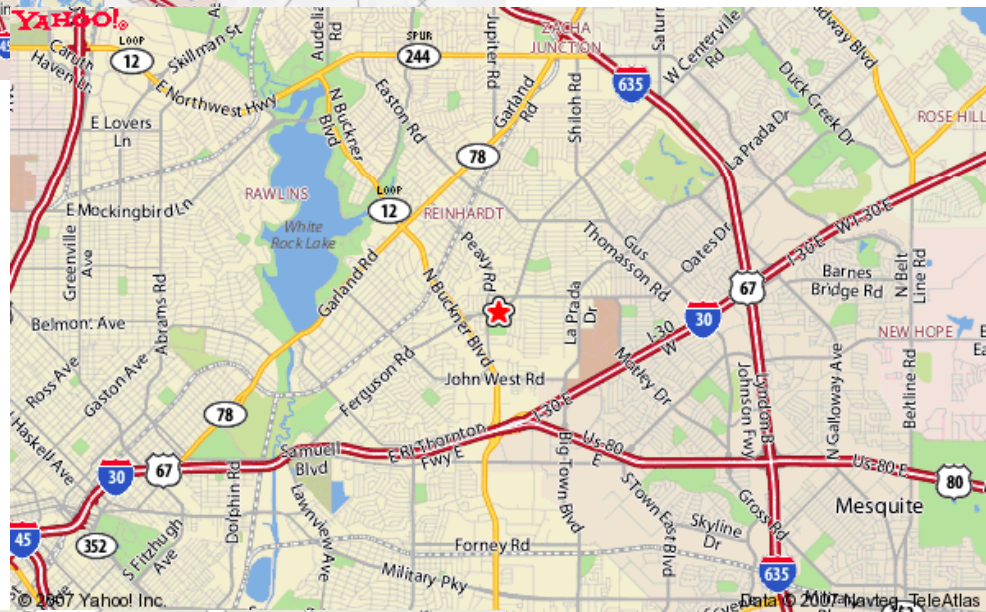 YAHOO!®
LOOP
12
Skillman St
Audelia
Rd
SPUR
244
Jupiter Rd
ZACHA
JUNCTION
W Centerville
Rd
Caruth
Haven Ln
E Northwest Hwy
N Buckner
Blvd
Easton Rd
Garland
Rd
Shiloh Rd
635
Duck Creek Dr
E Lovers
Ln
78
La Prada Dr
ROSE HILL
RAWLINS
LOOP
12
REINHARDT
E Mockingbird Ln
White
Rock Lake
Greenville
Ave
Abrams Rd
Garland Rd
Peavy Rd
N Buckner Blvd
Gus
Thomasson Rd
Oates Dr
I-30 E
W I-30 E
67
Barnes
Bridge Rd
N Belt
Line Rd
La Prada
Dr
30
I-30
W
Belmont Ave
NEW HOPE
Ross Ave
Gaston Ave
Ferguson Rd
John West Rd
Motley Dr
Lyndon B
Johnson Fwy
N Galloway Ave
Beltline Rd
78
I-30 E
Haskell Ave
Samuell
Blvd
E Rl Thornton
Fwy E
Us-80
E
Us-80 E
80
30
67
Dolphin Rd
Lawnview Ave
Big Town Blvd
S Town East Blvd
Gross Rd
Skyline
Dr
Mesquite
45
352
S Fitzhugh
Ave
Forney Rd
Military Pky
635
© 2007 Yahoo! Inc.
Data © 2007 Navteq, TeleAtlas